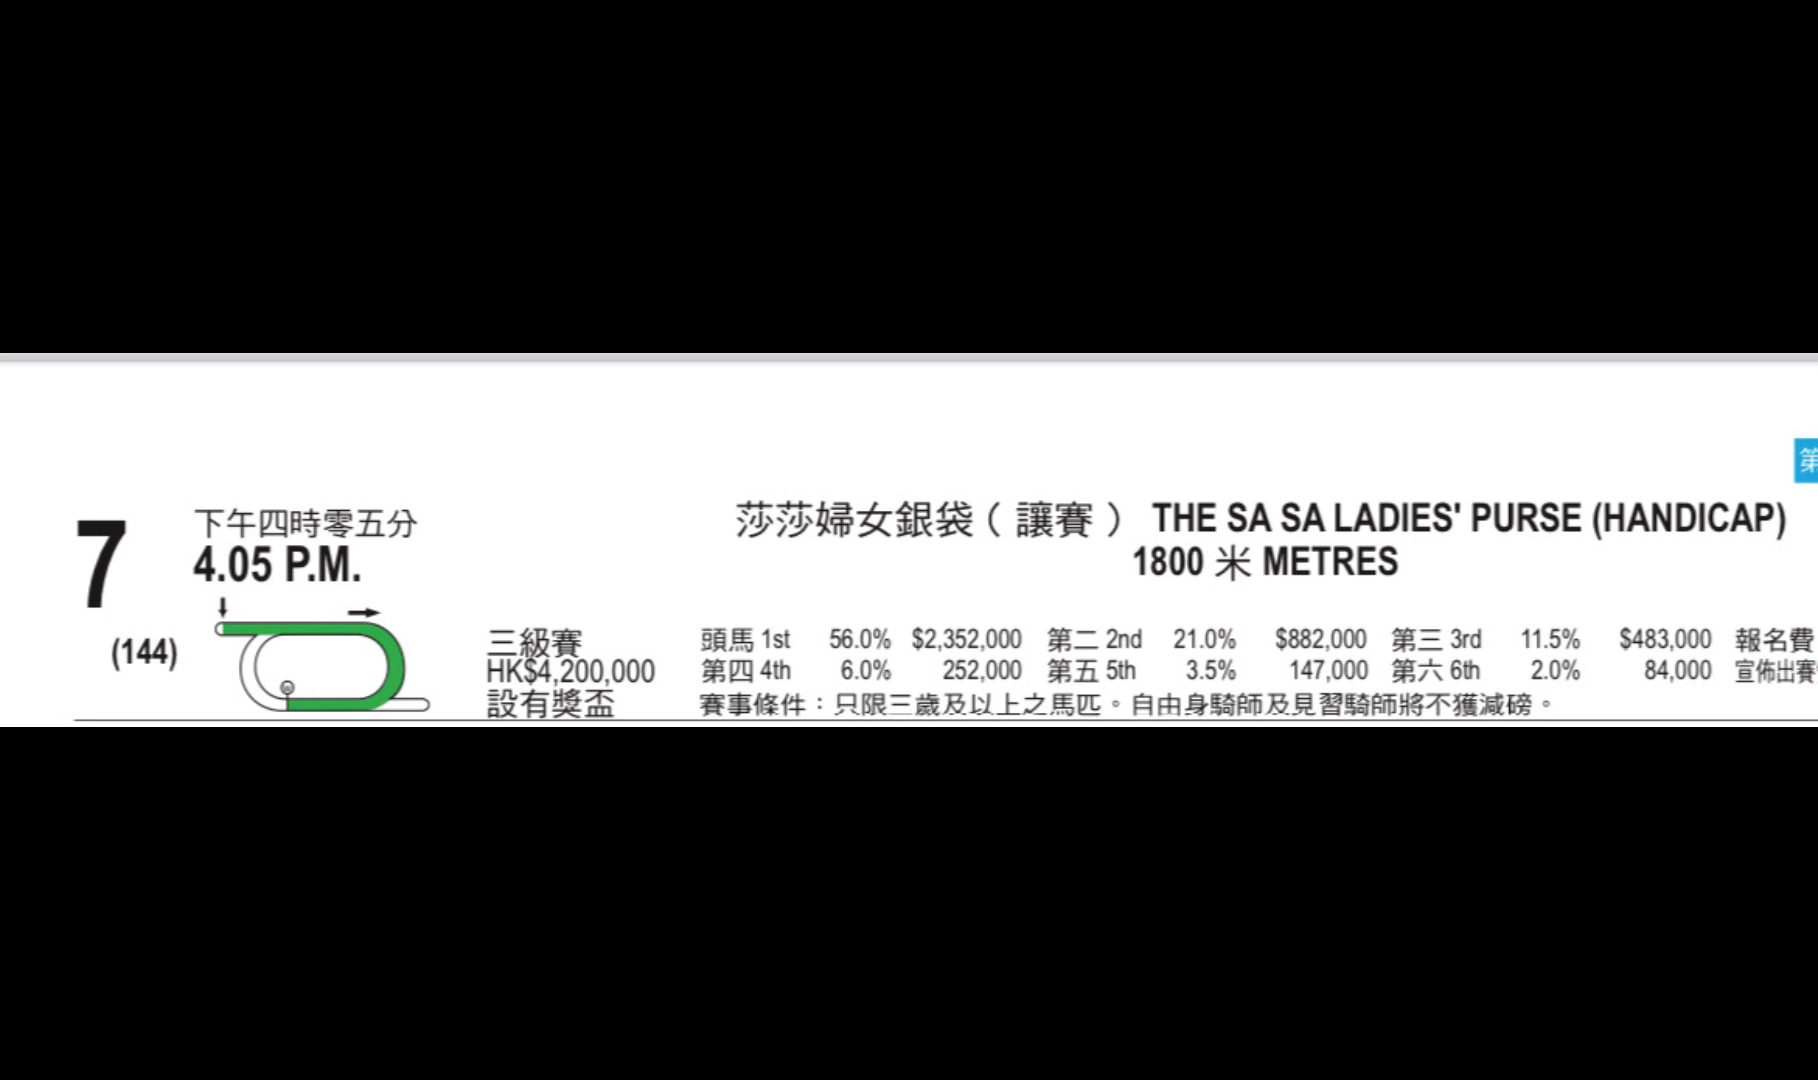 第
7
下午四時零五分
4.05 P.M.
(144)
莎莎婦女銀袋（讓賽） THE SA SA LADIES' PURSE (HANDICAP)
1800 米 METRES
三級賽
HK$4,200,000
設有獎盃
頭馬 1st 56.0% $2,352,000 第二 2nd 21.0% $882,000 第三 3rd 11.5% $483,000 報名費
第四 4th 6.0% 252,000 第五 5th 3.5% 147,000 第六 6th 2.0% 84,000 宣佈出賽
賽事條件：只限三歲及以上之馬匹。自由身騎師及見習騎師將不獲減磅。